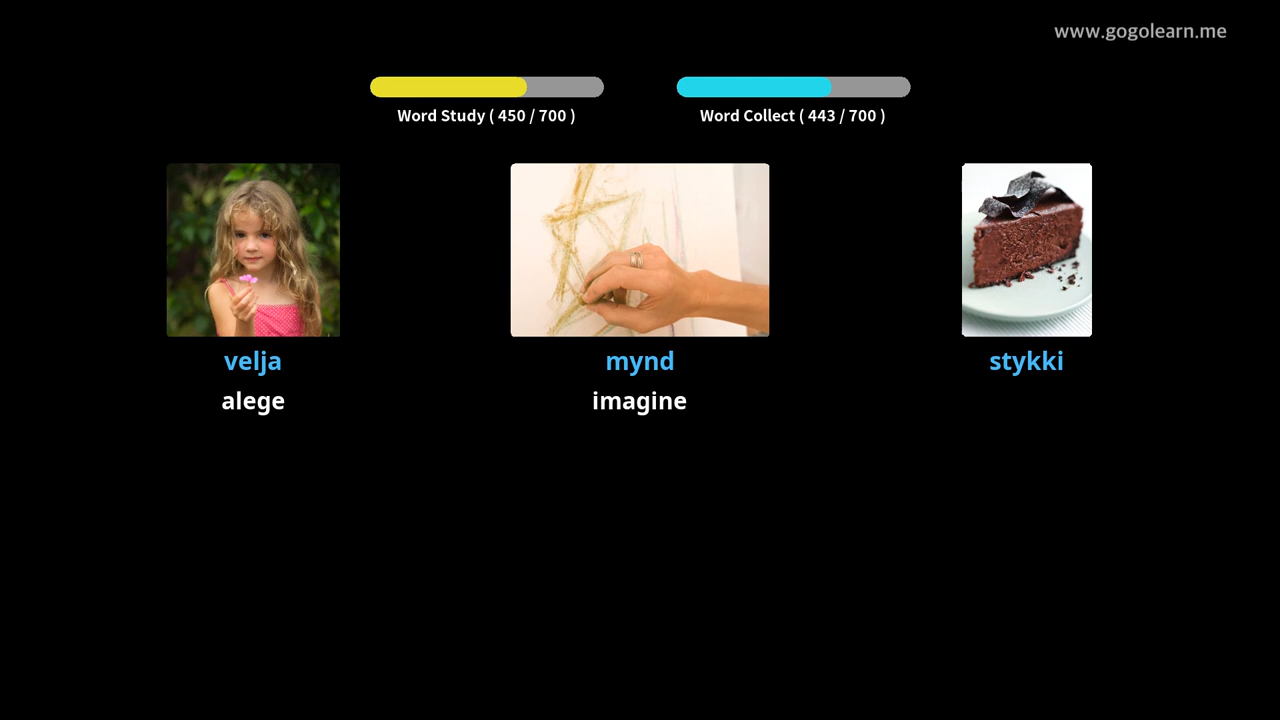 www.gogolearn.me
Word Study ( 450 / 700 )
Word Collect ( 443 / 700 )
velja
mynd
stykki
alege
imagine